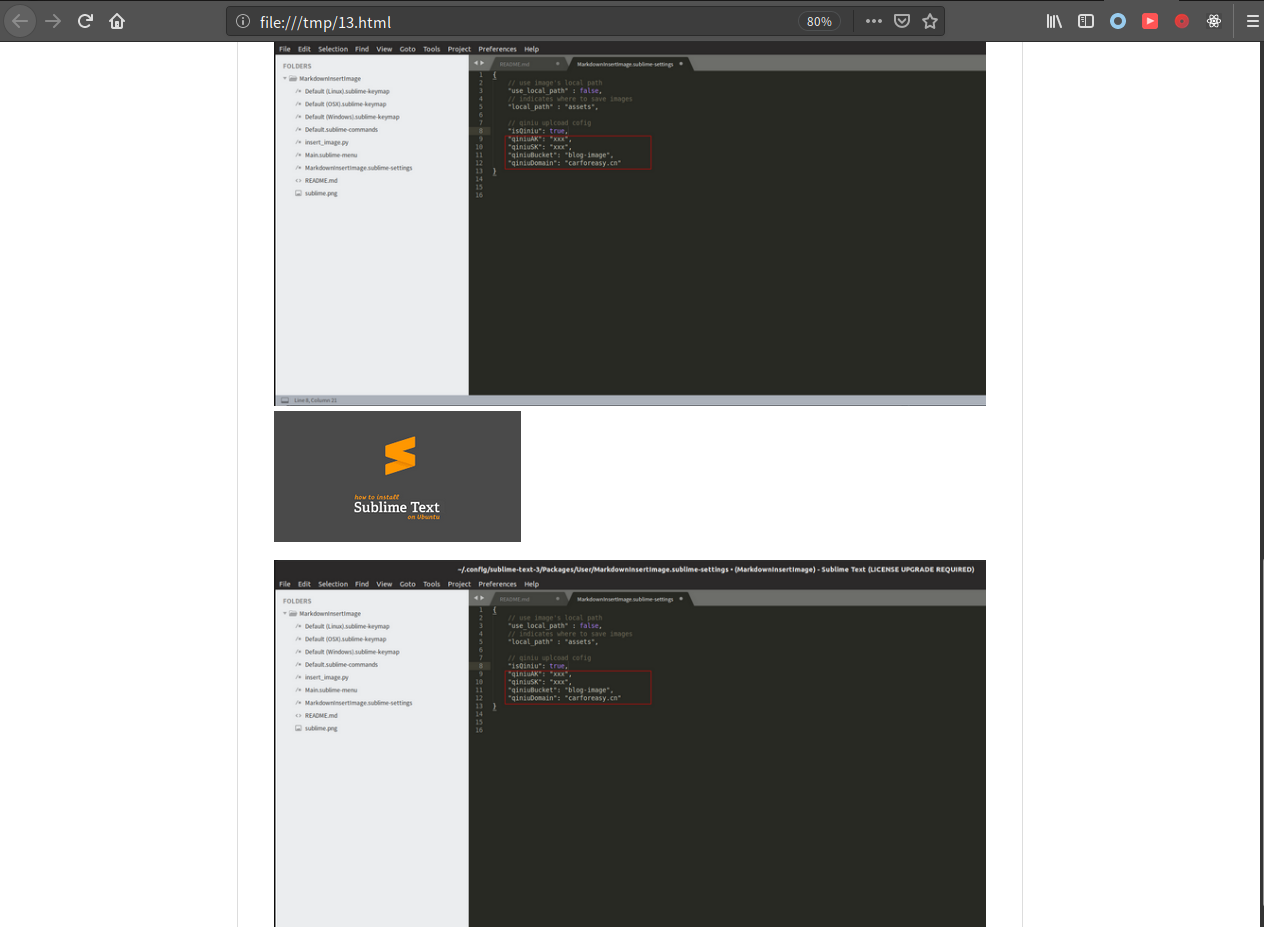 file:///tmp/13.html
80%
File Edit Selection Find View Goto Tools Project Preferences Help
FOLDERS
MarkdownInsertImage
Default (Linux).sublime-keymap
Default (OSX).sublime-keymap
Default (Windows).sublime-keymap
Default.sublime-commands
insert_image.py
Main.sublime-menu
MarkdownInsertImage.sublime-settings
README.md
sublime.png
README.md
MarkdownInsertImage.sublime-settings
1 {
2 // use image's local path
3 "use_local_path" : false,
4 // indicates where to save images
5 "local_path" : "assets",
6
7 // qiniu uplcoad cofig
8 "isQiniu": true,
9 "qiniuAK": "xxx",
10 "qiniuSK": "xxx",
11 "qiniuBucket": "blog-image",
12 "qiniuDomain": "carforeasy.cn"
13 }
14
15
16
Line 8, Column 21
how to install
Sublime Text
on Ubuntu
~/.config/sublime-text-3/Packages/User/MarkdownInsertImage.sublime-settings • (MarkdownInsertImage) - Sublime Text (LICENSE UPGRADE REQUIRED)
File Edit Selection Find View Goto Tools Project Preferences Help
FOLDERS
MarkdownInsertImage
Default (Linux).sublime-keymap
Default (OSX).sublime-keymap
Default (Windows).sublime-keymap
Default.sublime-commands
insert_image.py
Main.sublime-menu
MarkdownInsertImage.sublime-settings
README.md
sublime.png
README.md
MarkdownInsertImage.sublime-settings
1 {
2 // use image's local path
3 "use_local_path" : false,
4 // indicates where to save images
5 "local_path" : "assets",
6
7 // qiniu uplcoad cofig
8 "isQiniu": true,
9 "qiniuAK": "xxx",
10 "qiniuSK": "xxx",
11 "qiniuBucket": "blog-image",
12 "qiniuDomain": "carforeasy.cn"
13 }
14
15
16